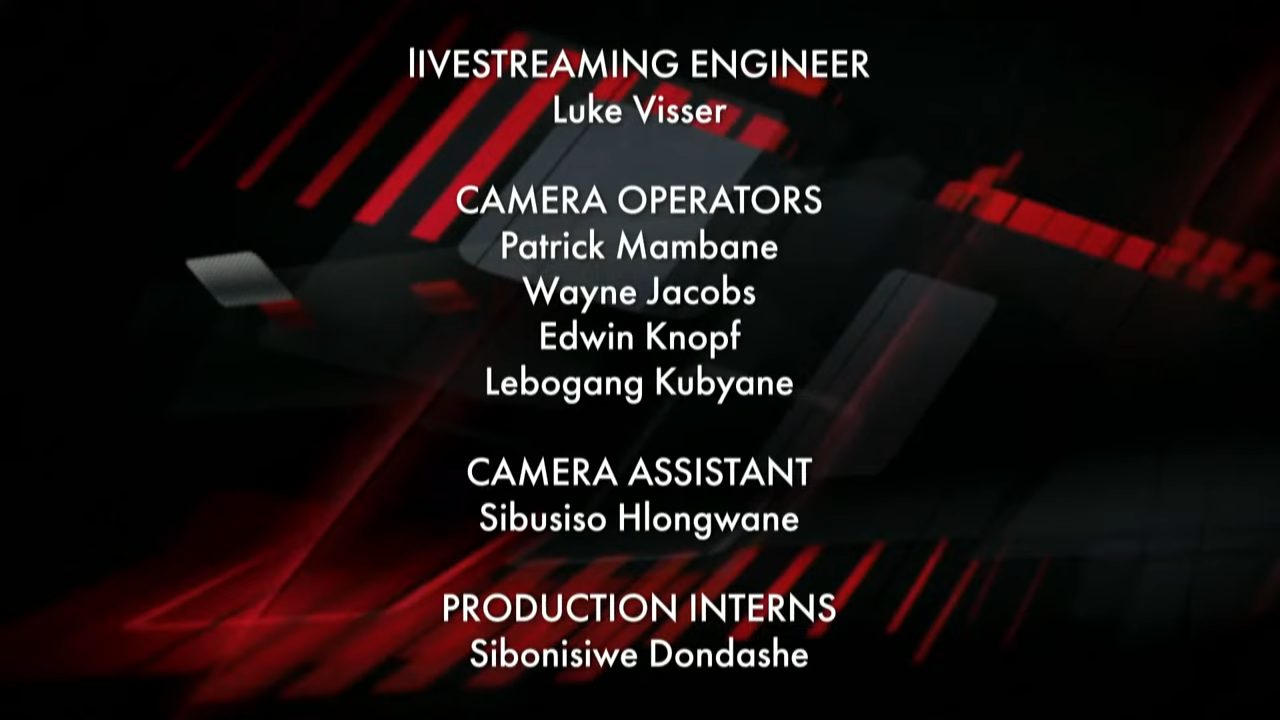 lIVESTREAMING ENGINEER
Luke Visser
CAMERA OPERATORS
Patrick Mambane
Wayne Jacobs
Edwin Knopf
Lebogang Kubyane
CAMERA ASSISTANT
Sibusiso Hlongwane
PRODUCTION INTERNS
Sibonisiwe Dondashe